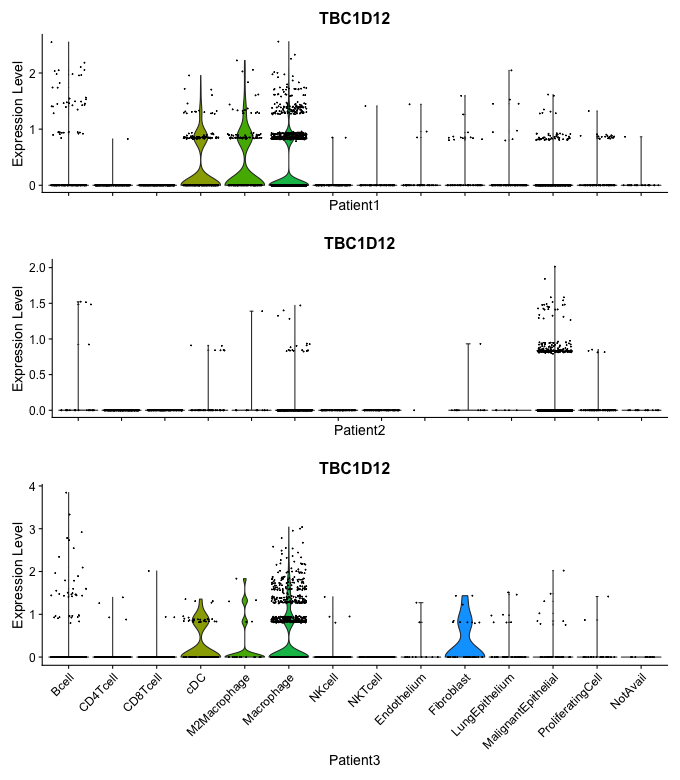 TBC1D12
Expression Level
2
1
0
Patient1
TBC1D12
Expression Level
2.0
1.5
1.0
0.5
0.0
Patient2
TBC1D12
Expression Level
4
3
2
1
0
Bcell
CD4Tcell
CD8Tcell
cDC
M2Macrophage
Macrophage
NKcell
NKTcell
Endothelium
Fibroblast
LungEpithelium
MalignantEpithelial
ProliferatingCell
NotAvail
Patient3